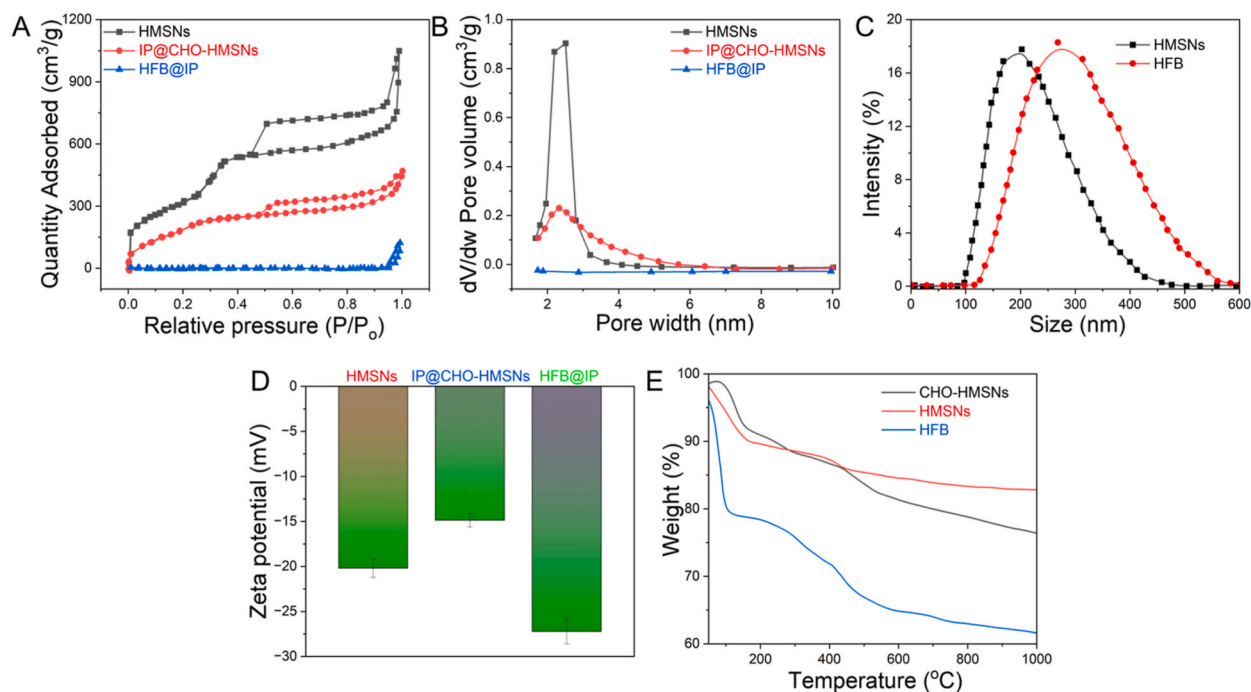 A
Quantity Adsorbed (cm³/g)
1200
900
600
300
0
HMSNs
IP@CHO-HMSNs
HFB@IP
0.0 0.2 0.4 0.6 0.8 1.0
Relative pressure (P/Po)
B
dV/dw Pore volume (cm³/g)
1.0
0.8
0.6
0.4
0.2
0.0
HMSNs
IP@CHO-HMSNs
HFB@IP
2 4 6 8 10
Pore width (nm)
C
Intensity (%)
18
12
6
0
HMSNs
HFB
0 100 200 300 400 500 600
Size (nm)
D
Zeta potential (mV)
0
−5
−10
−15
−20
−25
−30
HMSNs IP@CHO-HMSNs HFB@IP
E
Weight (%)
100
90
80
70
60
CHO-HMSNs
HMSNs
HFB
200 400 600 800 1000
Temperature (°C)